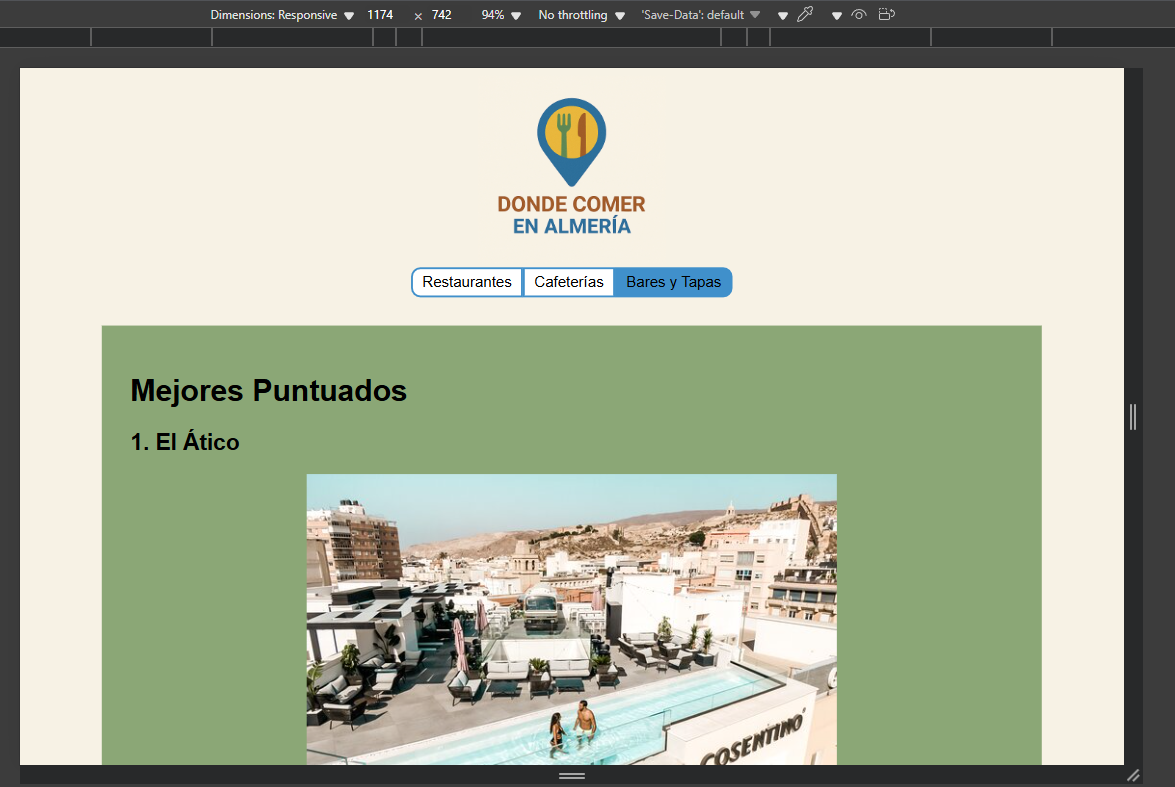 Dimensions: Responsive 1174 × 742 94% No throttling 'Save-Data': default
DONDE COMER
EN ALMERÍA
Restaurantes Cafeterías Bares y Tapas
Mejores Puntuados
1. El Ático
COSENTINO